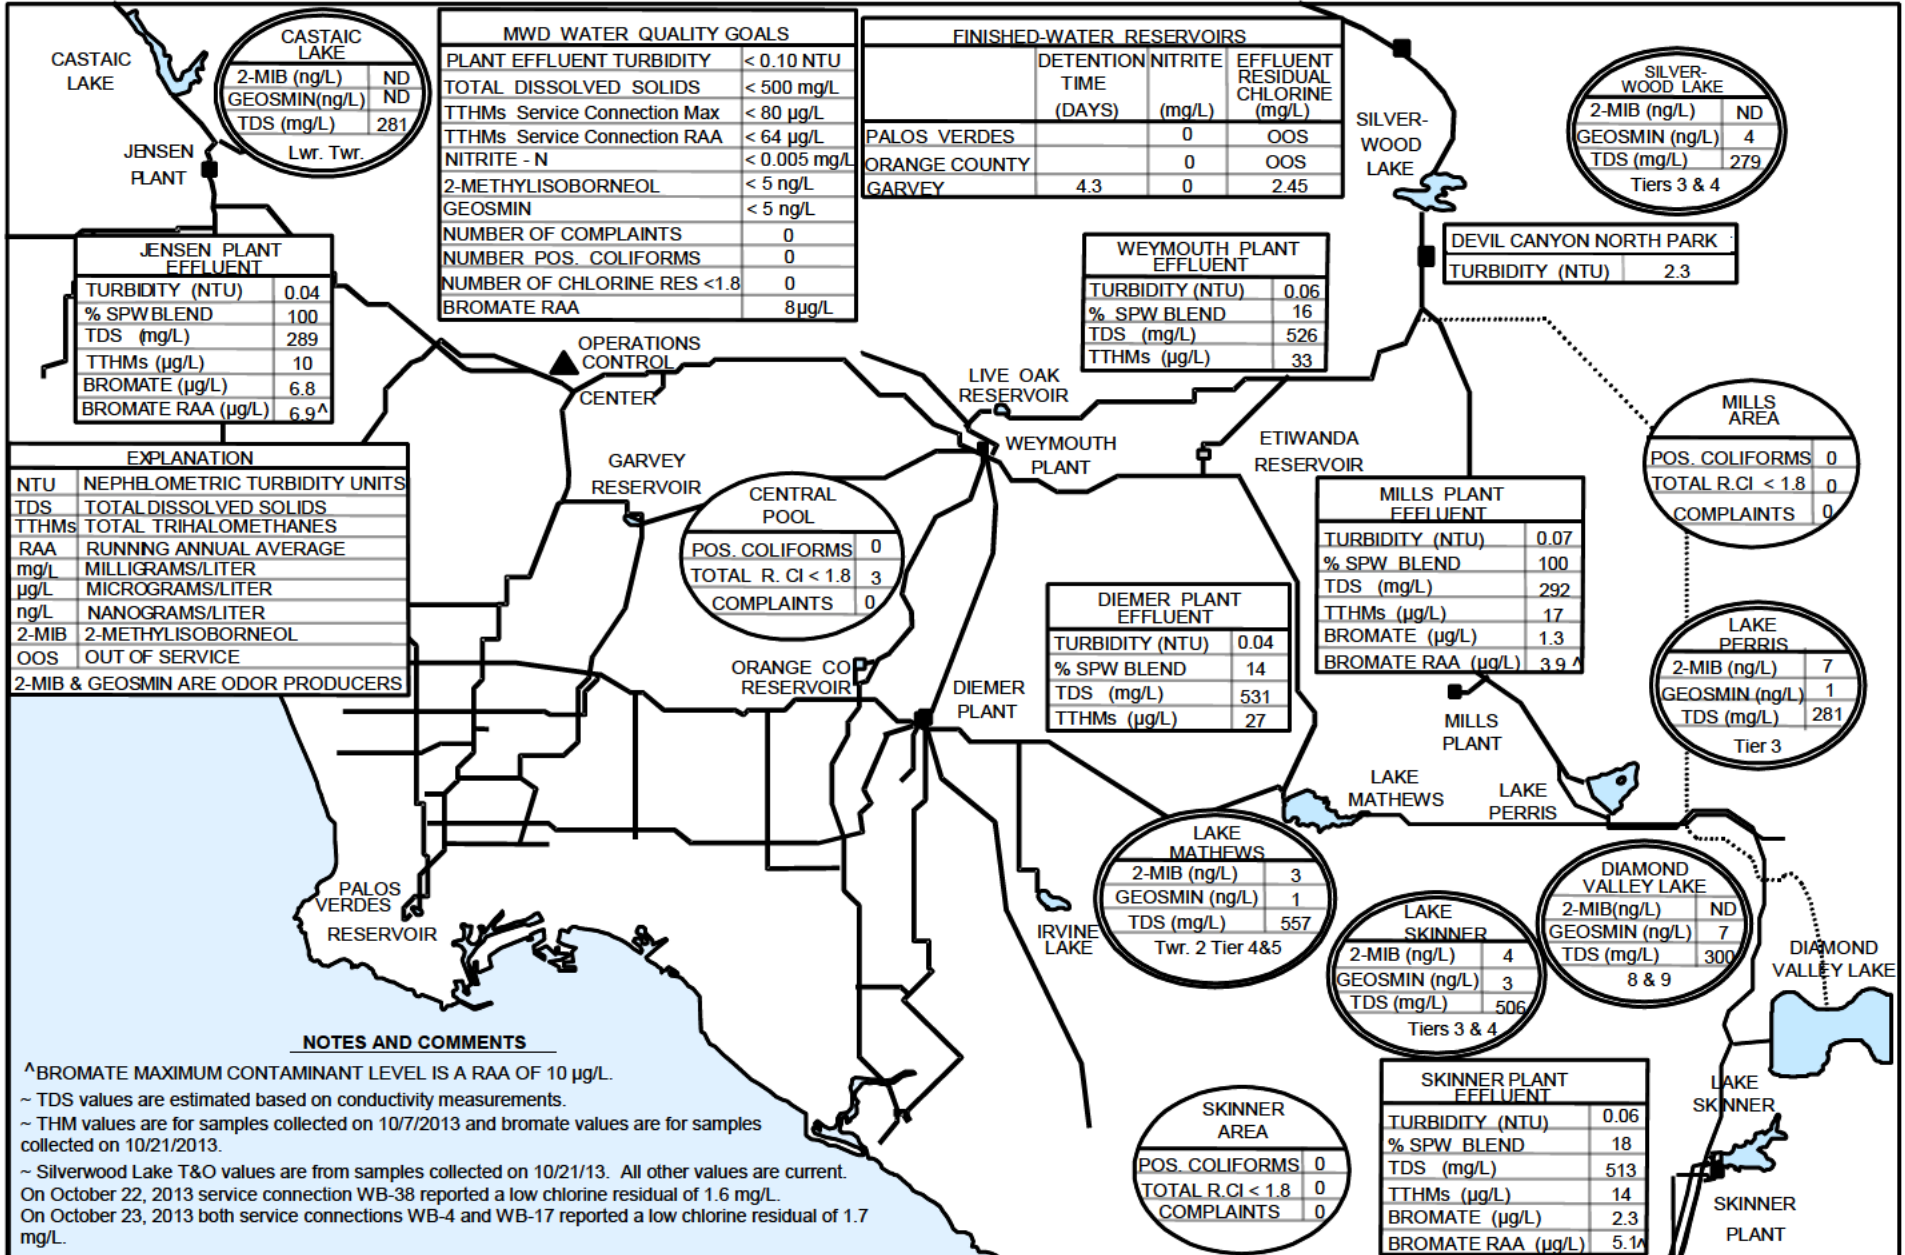 CASTAIC
LAKE
CASTAIC
LAKE
2-MIB (ng/L) ND
GEOSMIN(ng/L) ND
TDS (mg/L) 281
Lwr. Twr.
JENSEN
PLANT
MWD WATER QUALITY GOALS
PLANT EFFLUENT TURBIDITY < 0.10 NTU
TOTAL DISSOLVED SOLIDS < 500 mg/L
TTHMs Service Connection Max < 80 µg/L
TTHMs Service Connection RAA < 64 µg/L
NITRITE - N < 0.005 mg/L
2-METHYLISOBORNEOL < 5 ng/L
GEOSMIN < 5 ng/L
NUMBER OF COMPLAINTS 0
NUMBER POS. COLIFORMS 0
NUMBER OF CHLORINE RES <1.8 0
BROMATE RAA 8µg/L
FINISHED-WATER RESERVOIRS
DETENTION NITRITE EFFLUENT
TIME RESIDUAL
CHLORINE
(DAYS) (mg/L) (mg/L)
PALOS VERDES 0 OOS
ORANGE COUNTY 0 OOS
GARVEY 4.3 0 2.45
SILVER-
WOOD
LAKE
SILVER-
WOOD LAKE
2-MIB (ng/L) ND
GEOSMIN (ng/L) 4
TDS (mg/L) 279
Tiers 3 & 4
DEVIL CANYON NORTH PARK
TURBIDITY (NTU) 2.3
JENSEN PLANT
EFFLUENT
TURBIDITY (NTU) 0.04
% SPW BLEND 100
TDS (mg/L) 289
TTHMs (µg/L) 10
BROMATE (µg/L) 6.8
BROMATE RAA (µg/L) 6.9^
WEYMOUTH PLANT
EFFLUENT
TURBIDITY (NTU) 0.06
% SPW BLEND 16
TDS (mg/L) 526
TTHMs (µg/L) 33
OPERATIONS
CONTROL
CENTER
LIVE OAK
RESERVOIR
WEYMOUTH
PLANT
ETIWANDA
RESERVOIR
MILLS
AREA
POS. COLIFORMS 0
TOTAL R.Cl < 1.8 0
COMPLAINTS 0
EXPLANATION
NTU NEPHELOMETRIC TURBIDITY UNITS
TDS TOTAL DISSOLVED SOLIDS
TTHMs TOTAL TRIHALOMETHANES
RAA RUNNING ANNUAL AVERAGE
mg/L MILLIGRAMS/LITER
µg/L MICROGRAMS/LITER
ng/L NANOGRAMS/LITER
2-MIB 2-METHYLISOBORNEOL
OOS OUT OF SERVICE
2-MIB & GEOSMIN ARE ODOR PRODUCERS
GARVEY
RESERVOIR
CENTRAL
POOL
POS. COLIFORMS 0
TOTAL R. Cl < 1.8 3
COMPLAINTS 0
MILLS PLANT
EFFLUENT
TURBIDITY (NTU) 0.07
% SPW BLEND 100
TDS (mg/L) 292
TTHMs (µg/L) 17
BROMATE (µg/L) 1.3
BROMATE RAA (µg/L) 3.9 ^
DIEMER PLANT
EFFLUENT
TURBIDITY (NTU) 0.04
% SPW BLEND 14
TDS (mg/L) 531
TTHMs (µg/L) 27
LAKE
PERRIS
2-MIB (ng/L) 7
GEOSMIN (ng/L) 1
TDS (mg/L) 281
Tier 3
ORANGE CO
RESERVOIR
DIEMER
PLANT
MILLS
PLANT
LAKE
MATHEWS
LAKE
PERRIS
LAKE
MATHEWS
2-MIB (ng/L) 3
GEOSMIN (ng/L) 1
TDS (mg/L) 557
Twr. 2 Tier 4&5
DIAMOND
VALLEY LAKE
2-MIB(ng/L) ND
GEOSMIN (ng/L) 7
TDS (mg/L) 300
8 & 9
LAKE
SKINNER
2-MIB (ng/L) 4
GEOSMIN (ng/L) 3
TDS (mg/L) 506
Tiers 3 & 4
PALOS
VERDES
RESERVOIR
IRVINE
LAKE
DIAMOND
VALLEY LAKE
NOTES AND COMMENTS
^BROMATE MAXIMUM CONTAMINANT LEVEL IS A RAA OF 10 µg/L.
~ TDS values are estimated based on conductivity measurements.
~ THM values are for samples collected on 10/7/2013 and bromate values are for samples
collected on 10/21/2013.
~ Silverwood Lake T&O values are from samples collected on 10/21/13. All other values are current.
On October 22, 2013 service connection WB-38 reported a low chlorine residual of 1.6 mg/L.
On October 23, 2013 both service connections WB-4 and WB-17 reported a low chlorine residual of 1.7
mg/L.
SKINNER
AREA
POS. COLIFORMS 0
TOTAL R.Cl < 1.8 0
COMPLAINTS 0
SKINNER PLANT
EFFLUENT
TURBIDITY (NTU) 0.06
% SPW BLEND 18
TDS (mg/L) 513
TTHMs (µg/L) 14
BROMATE (µg/L) 2.3
BROMATE RAA (µg/L) 5.1^
LAKE
SKINNER
SKINNER
PLANT